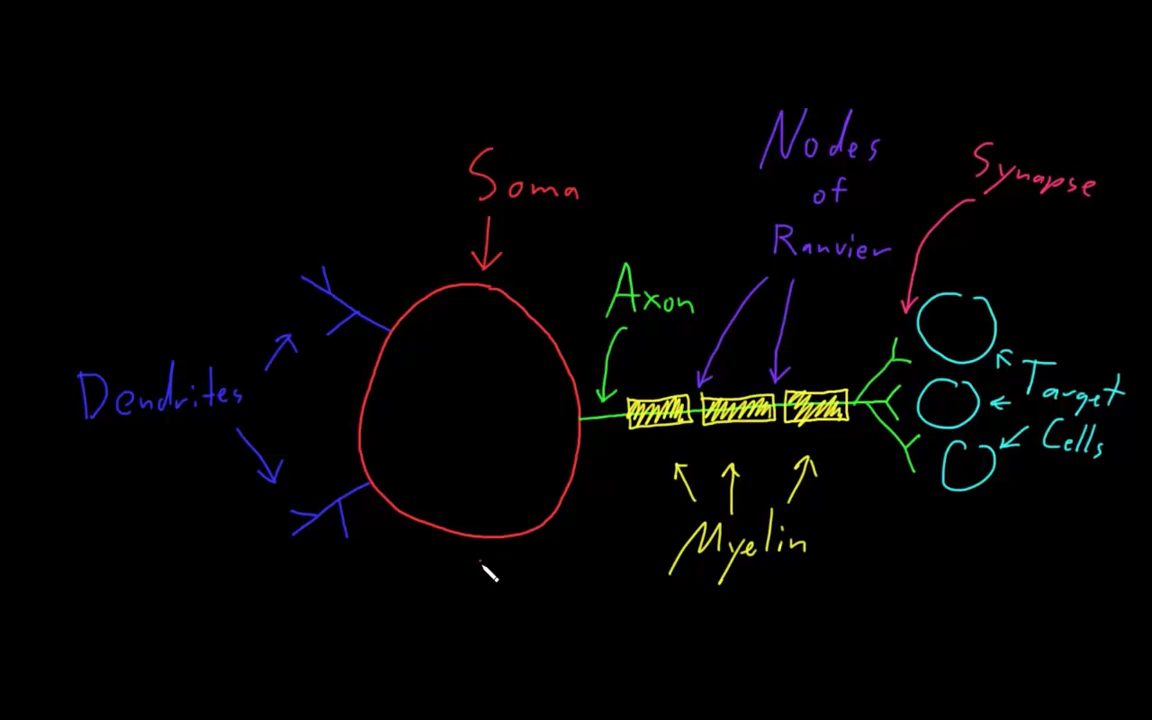 Nodes
of
Ranvier
Synapse
Soma
Axon
Dendrites
Target
Cells
Myelin